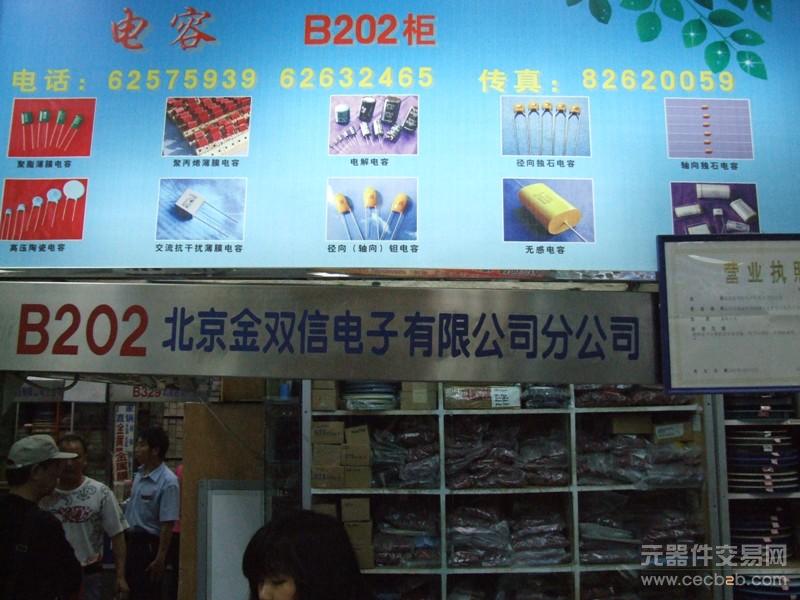 电容 B202柜
电话：62575939 62632465 传真：82620059
聚脂薄膜电容 聚丙烯薄膜电容 电解电容 径向独石电容 轴向独石电容
高压陶瓷电容 交流抗干扰薄膜电容 径向（轴向）钽电容 无感电容
营业执照
B202 北京金双信电子有限公司分公司
B329
元器件交易网
www.cecb2b.com